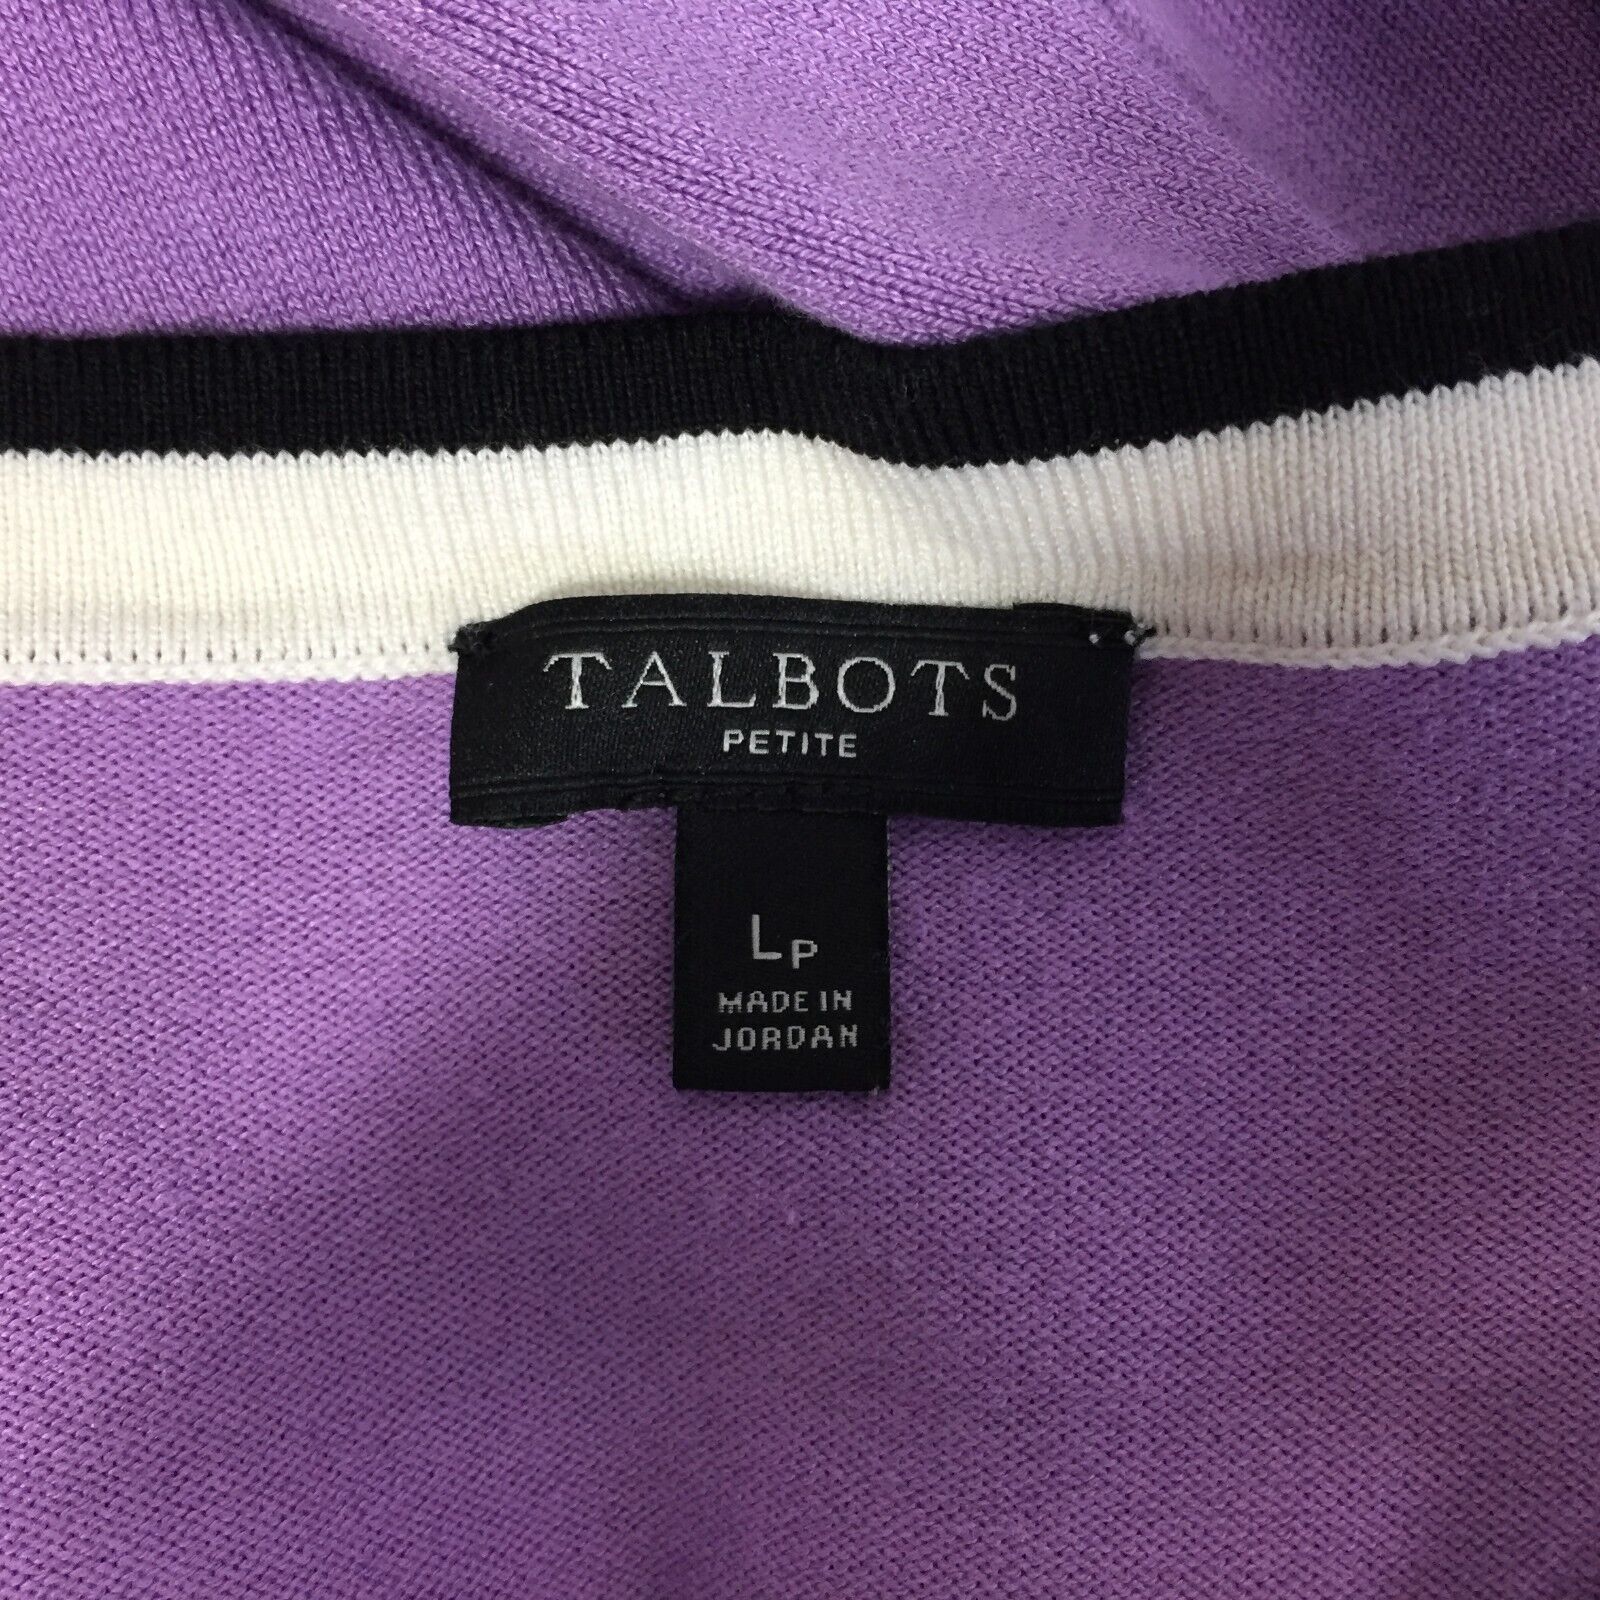 TALBOTS
PETITE
LP
MADE IN
JORDAN